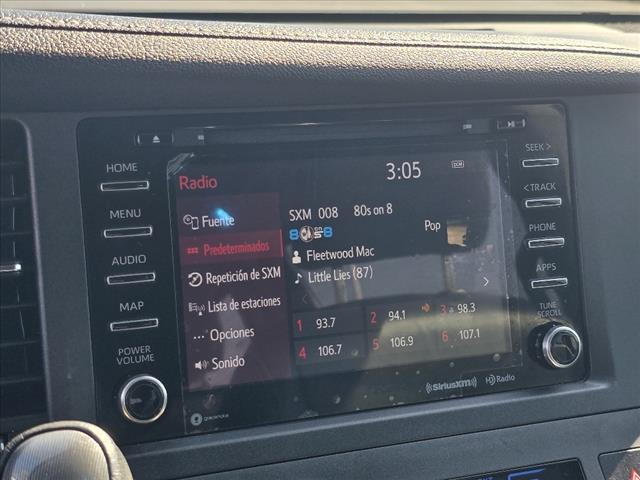 HOME
MENU
AUDIO
MAP
POWER
VOLUME
SEEK >
< TRACK
PHONE
APPS
TUNE
SCROLL
Radio
3:05
DCM
Fuente
Predeterminados
Repetición de SXM
Lista de estaciones
Opciones
Sonido
SXM 008 80s on 8
Pop
Fleetwood Mac
Little Lies (87)
1 93.7
2 94.1
3 98.3
4 106.7
5 106.9
6 107.1
gracenote
((SiriusXM))
HD Radio